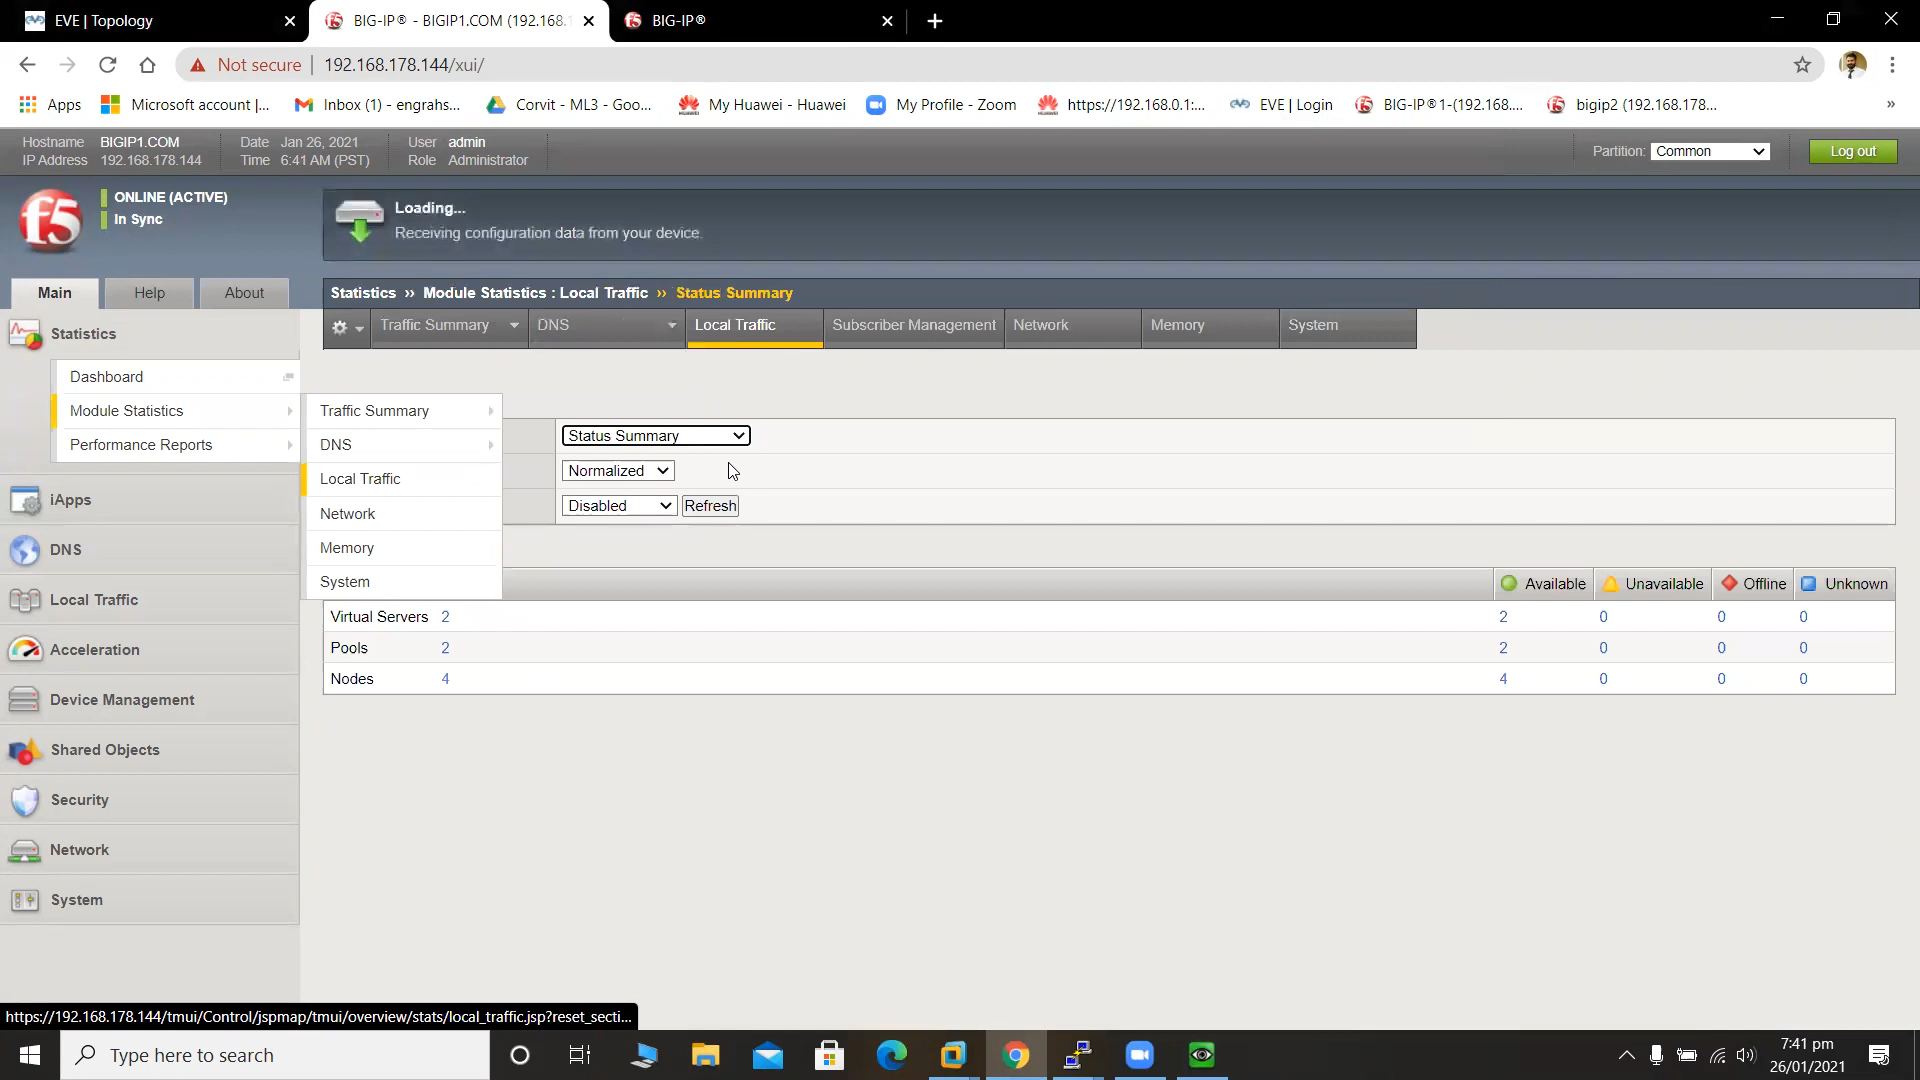 EVE | Topology
BIG-IP® - BIGIP1.COM (192.168.
BIG-IP®
Not secure | 192.168.178.144/xui/
Apps
Microsoft account |...
Inbox (1) - engrahs...
Corvit - ML3 - Goo...
My Huawei - Huawei
My Profile - Zoom
https://192.168.0.1:...
EVE | Login
BIG-IP®1-(192.168....
bigip2 (192.168.178...
»
Hostname BIGIP1.COM
IP Address 192.168.178.144
Date Jan 26, 2021
Time 6:41 AM (PST)
User admin
Role Administrator
Partition: Common
Log out
f5
ONLINE (ACTIVE)
In Sync
Loading...
Receiving configuration data from your device.
Main
Help
About
Statistics ›› Module Statistics : Local Traffic ›› Status Summary
Traffic Summary
DNS
Local Traffic
Subscriber Management
Network
Memory
System
Statistics
Dashboard
Module Statistics
Performance Reports
iApps
DNS
Local Traffic
Acceleration
Device Management
Shared Objects
Security
Network
System
Traffic Summary
DNS
Local Traffic
Network
Memory
System
Status Summary
Normalized
Disabled
Refresh
Available
Unavailable
Offline
Unknown
Virtual Servers 2 2 0 0 0
Pools 2 2 0 0 0
Nodes 4 4 0 0 0
https://192.168.178.144/tmui/Control/jspmap/tmui/overview/stats/local_traffic.jsp?reset_secti...
Type here to search
7:41 pm
26/01/2021